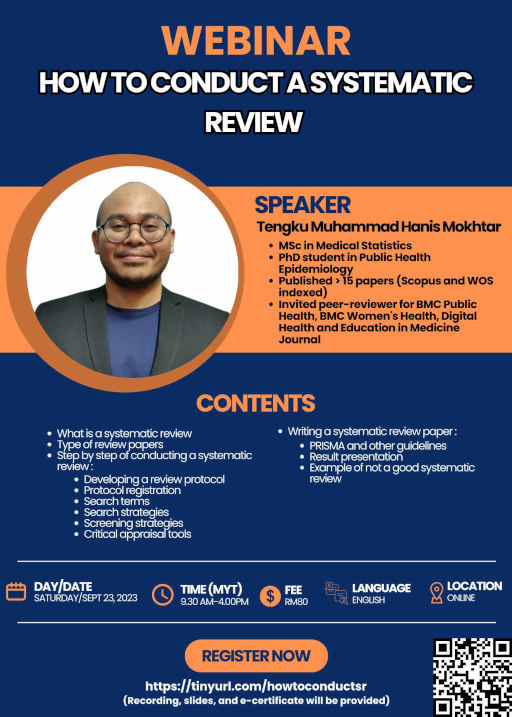 WEBINAR
HOW TO CONDUCT A SYSTEMATIC
REVIEW
SPEAKER
Tengku Muhammad Hanis Mokhtar
• MSc in Medical Statistics
• PhD student in Public Health
Epidemiology
• Published > 15 papers (Scopus and WOS
indexed)
• Invited peer-reviewer for BMC Public
Health, BMC Women's Health, Digital
Health and Education in Medicine
Journal
CONTENTS
• What is a systematic review
• Type of review papers
• Step by step of conducting a systematic
review :
• Developing a review protocol
• Protocol registration
• Search terms
• Search strategies
• Screening strategies
• Critical appraisal tools
• Writing a systematic review paper :
• PRISMA and other guidelines
• Result presentation
• Example of not a good systematic
review
DAY/DATE
SATURDAY/SEPT 23, 2023
TIME (MYT)
9.30 AM-4.00PM
$
FEE
RM80
LANGUAGE
ENGLISH
LOCATION
ONLINE
REGISTER NOW
https://tinyurl.com/howtoconductsr
(Recording, slides, and e-certificate will be provided)